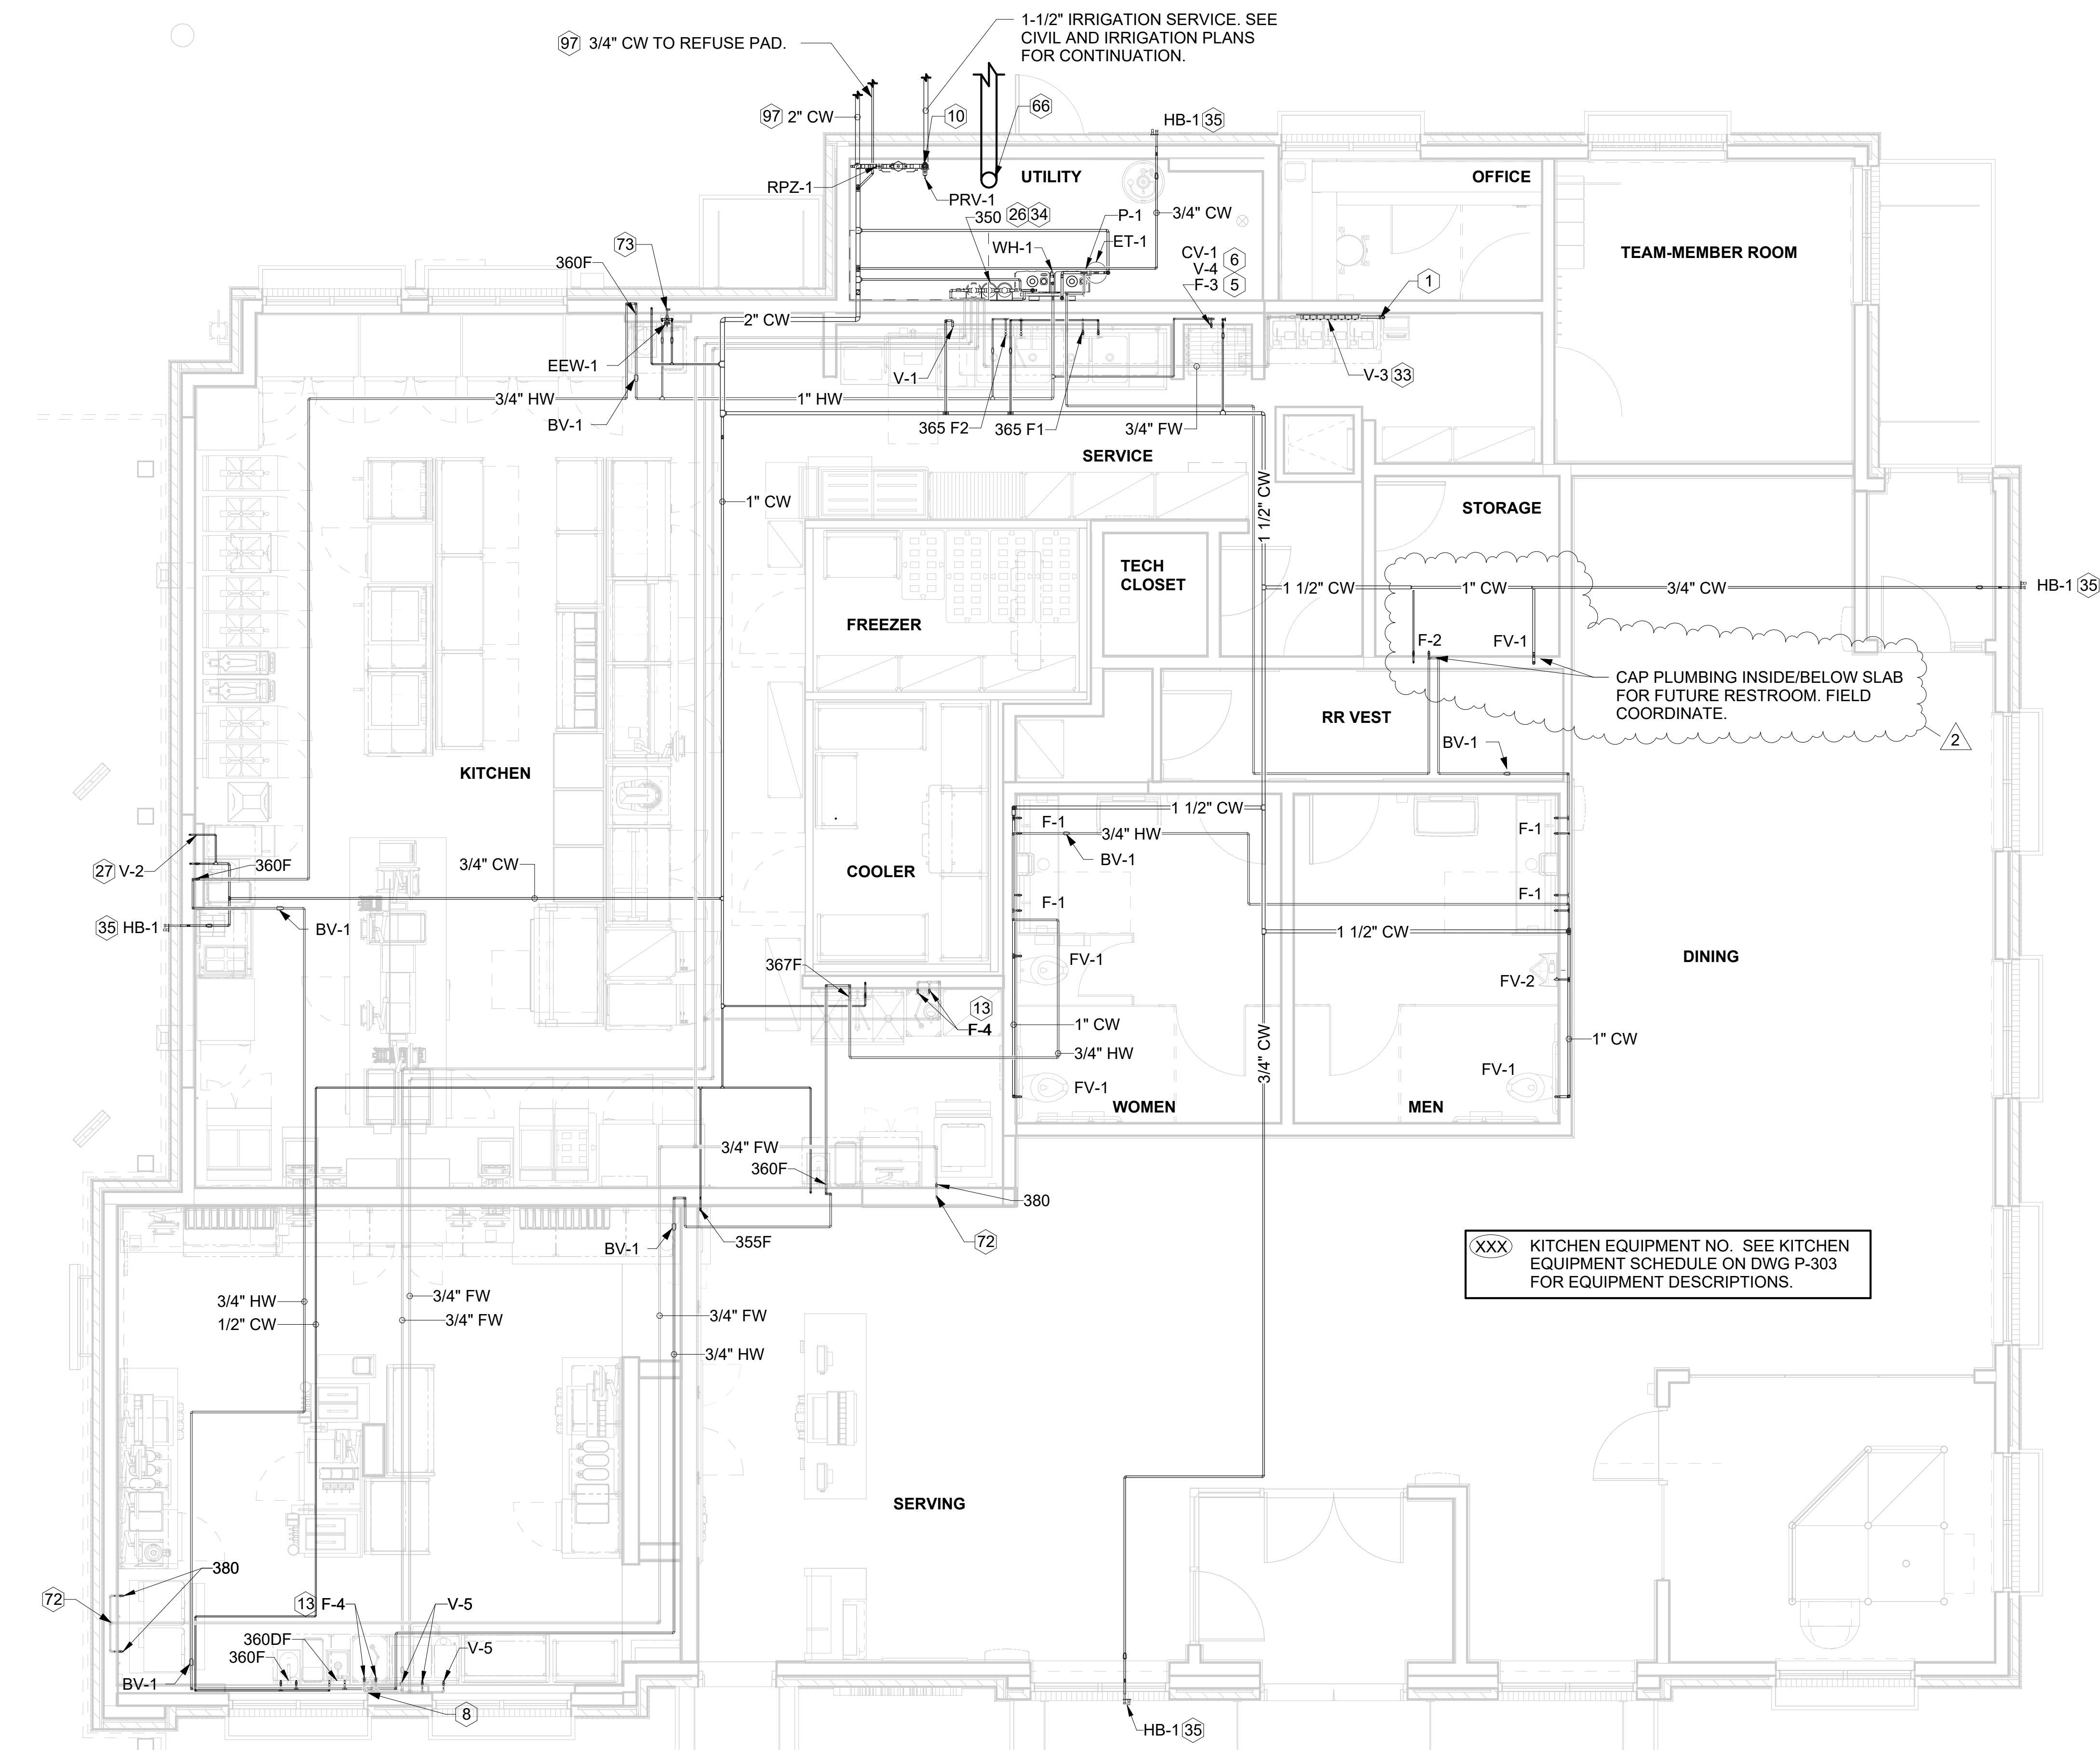 1-1/2" IRRIGATION SERVICE. SEE
CIVIL AND IRRIGATION PLANS
FOR CONTINUATION.
97 3/4" CW TO REFUSE PAD.
97 2" CW
10
66
HB-1 35
RPZ-1
PRV-1
UTILITY
OFFICE
350 26 34
P-1
3/4" CW
WH-1
ET-1
TEAM-MEMBER ROOM
73
360F
CV-1
V-4 6
F-3 5
1
2" CW
EEW-1
V-1
V-3 33
3/4" HW
1" HW
BV-1
365 F2
365 F1
3/4" FW
SERVICE
1" CW
1 1/2" CW
STORAGE
TECH
CLOSET
1 1/2" CW
1" CW
3/4" CW
HB-1 35
FREEZER
F-2
FV-1
CAP PLUMBING INSIDE/BELOW SLAB
FOR FUTURE RESTROOM. FIELD
COORDINATE.
RR VEST
BV-1
2
KITCHEN
1 1/2" CW
F-1
3/4" HW
F-1
BV-1
27 V-2
360F
3/4" CW
COOLER
F-1
F-1
35 HB-1
BV-1
1 1/2" CW
367F
FV-1
DINING
FV-2
13
F-4
1" CW
3/4" HW
3/4" CW
1" CW
FV-1
FV-1
WOMEN
MEN
3/4" FW
360F
380
BV-1
355F
72
XXX KITCHEN EQUIPMENT NO. SEE KITCHEN
EQUIPMENT SCHEDULE ON DWG P-303
FOR EQUIPMENT DESCRIPTIONS.
3/4" HW
3/4" FW
1/2" CW
3/4" FW
3/4" FW
3/4" HW
SERVING
380
72
13 F-4
V-5
360DF
V-5
360F
BV-1
8
HB-1 35